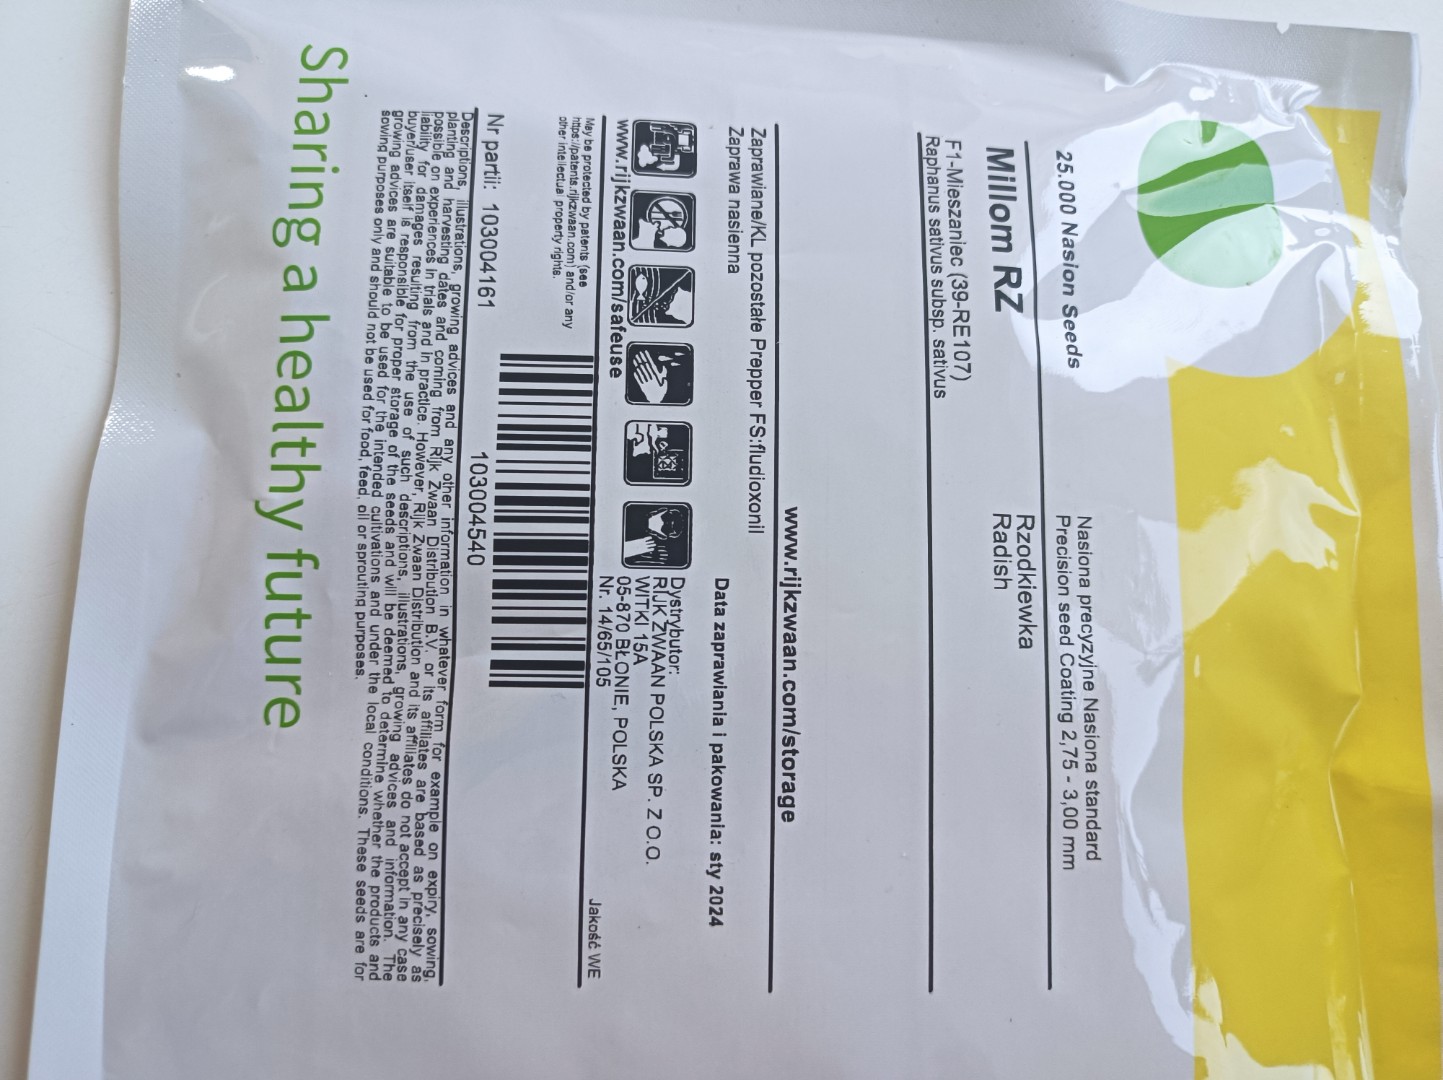 25.000 Nasion Seeds
Nasiona precyzyjne Nasiona standard
Precision seed Coating 2,75 - 3,00 mm
Millom RZ
Rzodkiewka
Radish
F1-Mieszaniec (39-RE107)
Raphanus sativus subsp. sativus
www.rijkzwaan.com/storage
Zaprawiane/KL pozostałe Prepper FS:fludioxonil
Zaprawa nasienna
Data zaprawiania i pakowania: sty 2024
www.rijkzwaan.com/safeuse
Dystrybutor:
RIJK ZWAAN POLSKA SP. Z O.O.
WITKI 15A
05-870 BŁONIE, POLSKA
Nr. 14/65/105
May be protected by patents (see
https://patents.rijkzwaan.com) and/or any
other intellectual property rights.
Jakość WE
Nr partii: 103004161
103004540
Descriptions, illustrations, growing advices and any other information in whatever form for example on expiry, sowing,
planting and harvesting dates and coming from Rijk Zwaan Distribution B.V. or its affiliates are based as precisely as
possible on experiences in trials and in practice. However, Rijk Zwaan Distribution and its affiliates do not accept in any case
liability for damages resulting from the use of such descriptions, illustrations, growing advices and information. The
buyer/user itself is responsible for proper storage of the seeds and will be deemed to determine whether the products and
growing advices are suitable to be used for the intended cultivations and under the local conditions. These seeds are for
sowing purposes only and should not be used for food, feed, oil or sprouting purposes.
Sharing a healthy future